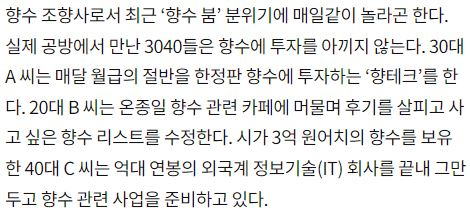 향수 조향사로서 최근 ‘향수 붐’ 분위기에 매일같이 놀라곤 한다.
실제 공방에서 만난 3040들은 향수에 투자를 아끼지 않는다. 30대
A 씨는 매달 월급의 절반을 한정판 향수에 투자하는 ‘향테크’를 한
다. 20대 B 씨는 온종일 향수 관련 카페에 머물며 후기를 살피고 사
고 싶은 향수 리스트를 수정한다. 시가 3억 원어치의 향수를 보유
한 40대 C 씨는 억대 연봉의 외국계 정보기술(IT) 회사를 끝내 그만
두고 향수 관련 사업을 준비하고 있다.